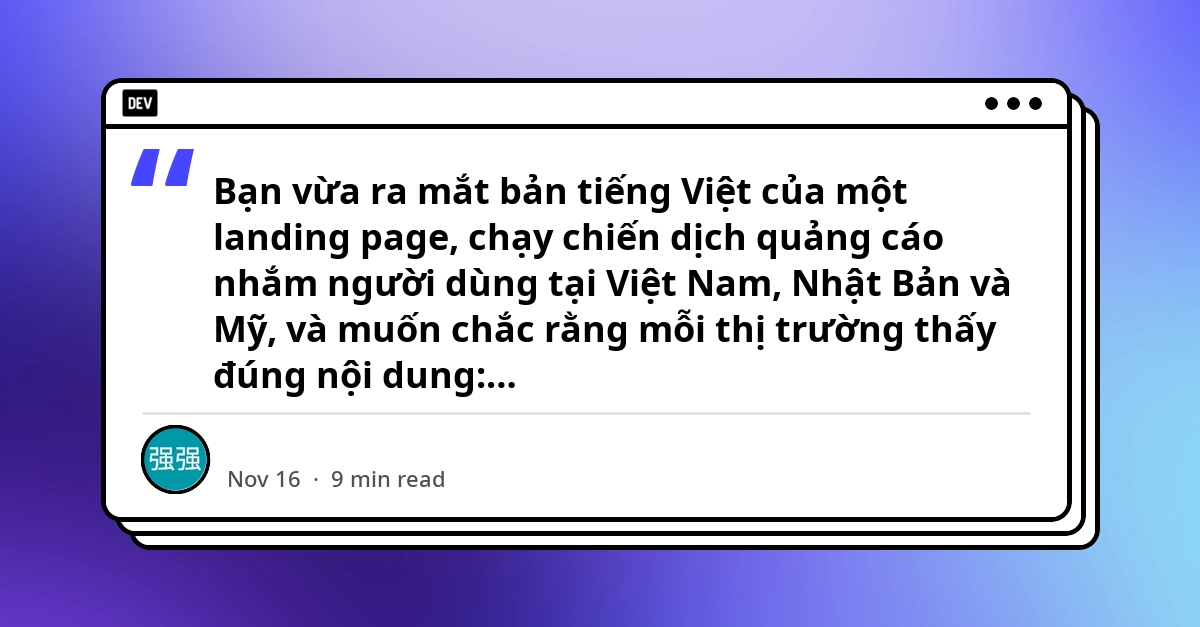 DEV
“
Bạn vừa ra mắt bản tiếng Việt của một
landing page, chạy chiến dịch quảng cáo
nhắm người dùng tại Việt Nam, Nhật Bản và
Mỹ, và muốn chắc rằng mỗi thị trường thấy
đúng nội dung:...
强强
Nov 16 · 9 min read